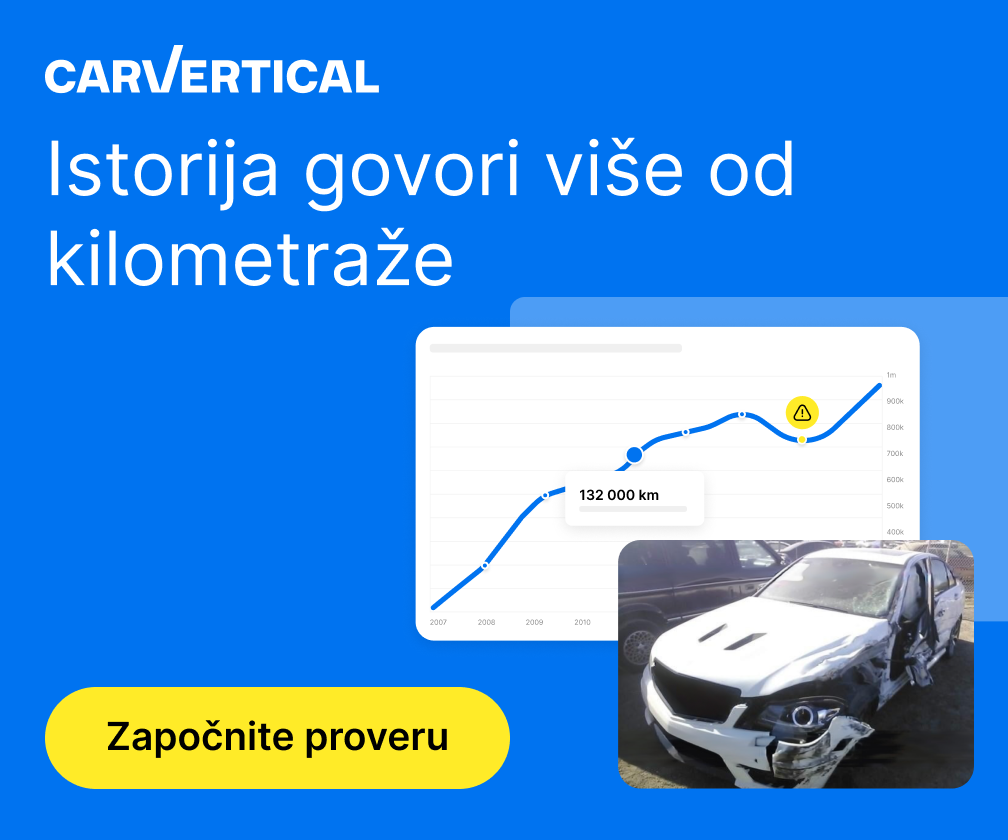 CARVERTICAL
Istorija govori više od
kilometraže
1m
900k
800k
700k
600k
500k
400k
132 000 km
2007
2008
2009
2010
Započnite proveru